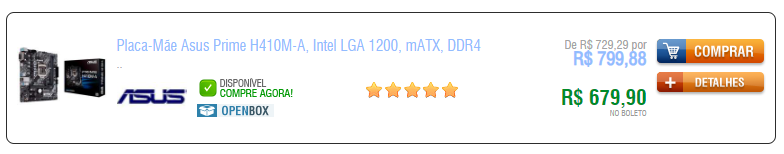 Placa-Mãe Asus Prime H410M-A, Intel LGA 1200, mATX, DDR4
...
ASUS
DISPONÍVEL
COMPRE AGORA!
OPENBOX
De R$ 729,29 por
R$ 799,88
R$ 679,90
NO BOLETO
COMPRAR
DETALHES